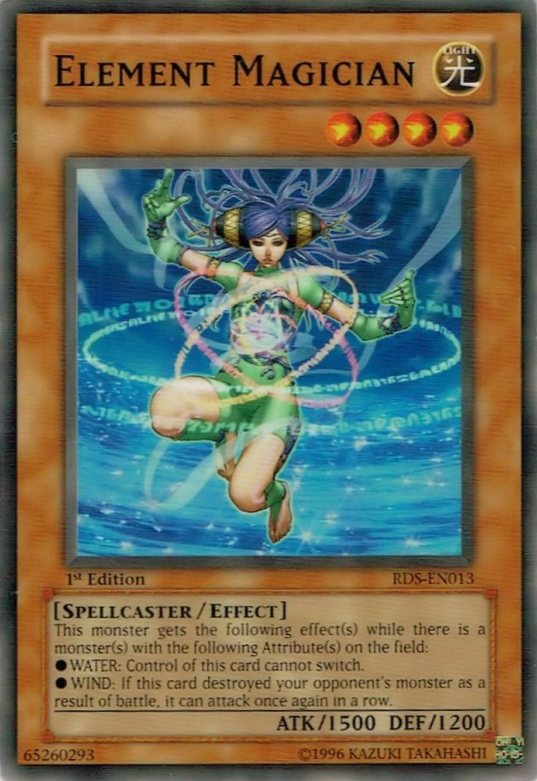 ELEMENT MAGICIAN
LIGHT
光
1st Edition
RDS-EN013
[SPELLCASTER / EFFECT]
This monster gets the following effect(s) while there is a
monster(s) with the following Attribute(s) on the field:
●WATER: Control of this card cannot switch.
●WIND: If this card destroyed your opponent's monster as a
result of battle, it can attack once again in a row.
ATK/1500 DEF/1200
65260293
©1996 KAZUKI TAKAHASHI